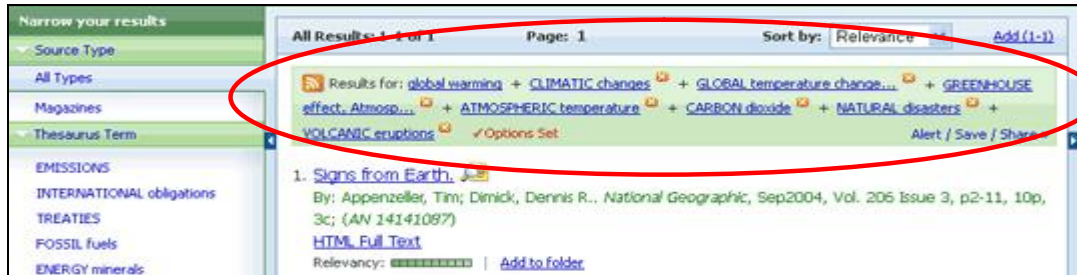 Narrow your results
Source Type
All Types
Magazines
Thesaurus Term
EMISSIONS
INTERNATIONAL obligations
TREATIES
FOSSIL fuels
ENERGY minerals
All Results: 1-1 of 1 Page: 1 Sort by: Relevance Add (1-1)
Results for: global warming + CLIMATIC changes + GLOBAL temperature change... + GREENHOUSE
effect, Atmosp... + ATMOSPHERIC temperature + CARBON dioxide + NATURAL disasters +
VOLCANIC eruptions ✓Options Set Alert / Save / Share »
1. Signs from Earth.
By: Appenzeller, Tim; Dimick, Dennis R.. National Geographic, Sep2004, Vol. 206 Issue 3, p2-11, 10p,
3c; (AN 14141087)
HTML Full Text
Relevancy: | Add to folder